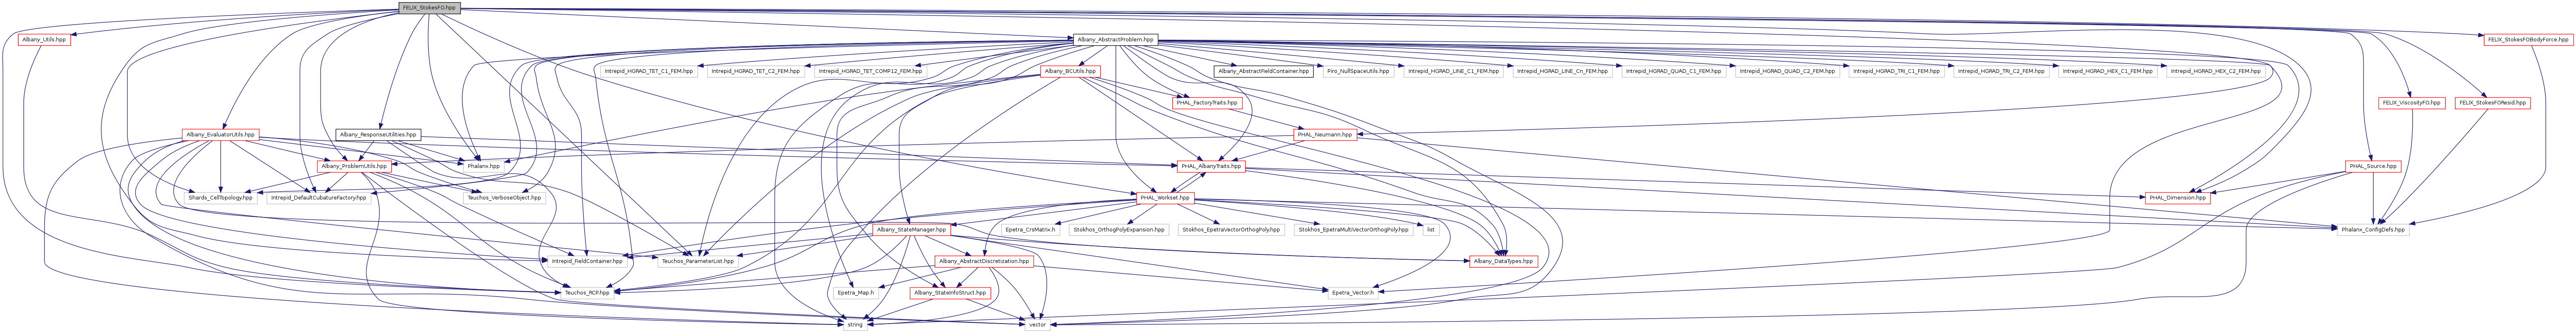 FELIX_StokesFO.hpp
Albany_Utils.hpp
Albany_AbstractProblem.hpp
FELIX_StokesFOBodyForce.hpp
Intrepid_HGRAD_TET_C1_FEM.hpp
Intrepid_HGRAD_TET_C2_FEM.hpp
Intrepid_HGRAD_TET_COMP12_FEM.hpp
Albany_BCUtils.hpp
Albany_AbstractFieldContainer.hpp
Piro_NullSpaceUtils.hpp
Intrepid_HGRAD_LINE_C1_FEM.hpp
Intrepid_HGRAD_LINE_Cn_FEM.hpp
Intrepid_HGRAD_QUAD_C1_FEM.hpp
Intrepid_HGRAD_QUAD_C2_FEM.hpp
Intrepid_HGRAD_TRI_C1_FEM.hpp
Intrepid_HGRAD_TRI_C2_FEM.hpp
Intrepid_HGRAD_HEX_C1_FEM.hpp
Intrepid_HGRAD_HEX_C2_FEM.hpp
PHAL_FactoryTraits.hpp
FELIX_ViscosityFO.hpp
FELIX_StokesFOResid.hpp
Albany_EvaluatorUtils.hpp
Albany_ResponseUtilities.hpp
PHAL_Neumann.hpp
Albany_ProblemUtils.hpp
Phalanx.hpp
PHAL_AlbanyTraits.hpp
PHAL_Source.hpp
Shards_CellTopology.hpp
Intrepid_DefaultCubatureFactory.hpp
Teuchos_VerboseObject.hpp
PHAL_Workset.hpp
PHAL_Dimension.hpp
Albany_StateManager.hpp
Epetra_CrsMatrix.h
Stokhos_OrthogPolyExpansion.hpp
Stokhos_EpetraVectorOrthogPoly.hpp
Stokhos_EpetraMultiVectorOrthogPoly.hpp
list
Phalanx_ConfigDefs.hpp
Intrepid_FieldContainer.hpp
Teuchos_ParameterList.hpp
Albany_AbstractDiscretization.hpp
Albany_DataTypes.hpp
Teuchos_RCP.hpp
Epetra_Map.h
Albany_StateInfoStruct.hpp
Epetra_Vector.h
string
vector